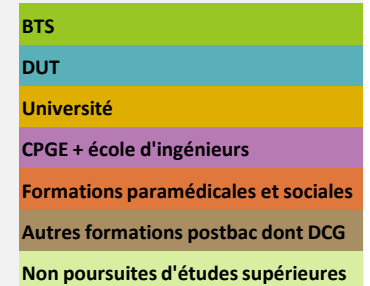 BTS
DUT
Université
CPGE + école d'ingénieurs
Formations paramédicales et sociales
Autres formations postbac dont DCG
Non poursuites d'études supérieures